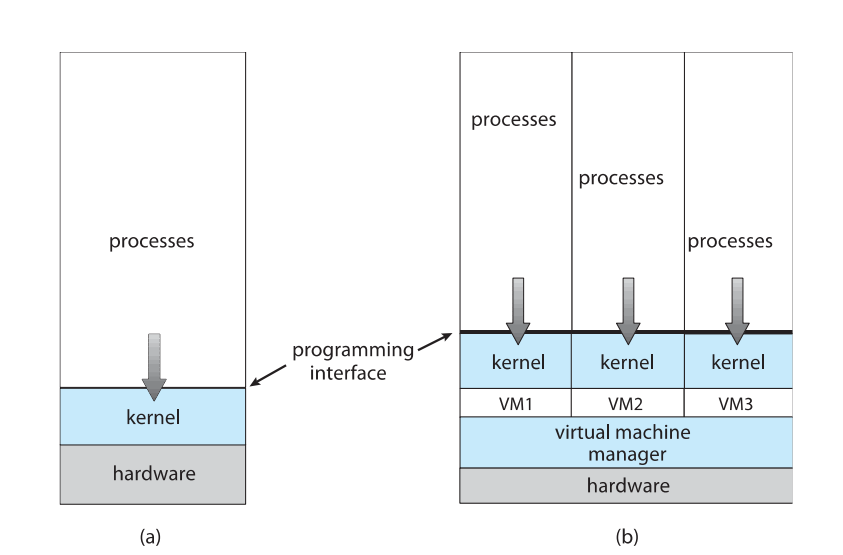 processes
kernel
hardware
(a)
programming
interface
processes
processes
processes
kernel
kernel
kernel
VM1
VM2
VM3
virtual machine
manager
hardware
(b)